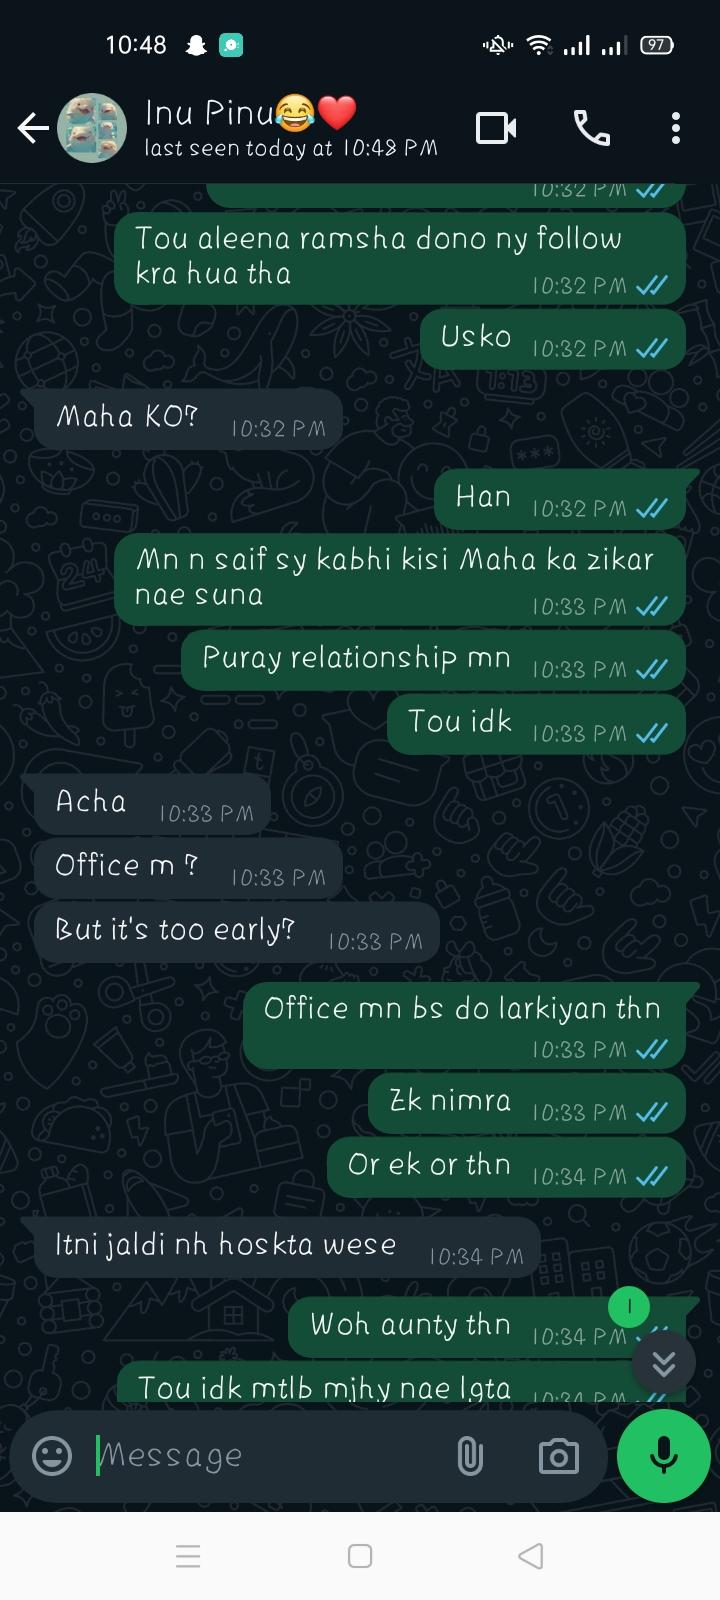 10:48
97
Inu Pinu😂❤️
last seen today at 10:48 PM
10:32 PM
Tou aleena ramsha dono ny follow
kra hua tha
10:32 PM
Usko 10:32 PM
Maha KO? 10:32 PM
Han 10:32 PM
Mn n saif sy kabhi kisi Maha ka zikar
nae suna
10:33 PM
Puray relationship mn 10:33 PM
Tou idk 10:33 PM
Acha 10:33 PM
Office m ? 10:33 PM
But it's too early? 10:33 PM
Office mn bs do larkiyan thn
10:33 PM
Zk nimra 10:33 PM
Or ek or thn 10:34 PM
Itni jaldi nh hoskta wese 10:34 PM
1
Woh aunty thn 10:34 PM
Tou idk mtlb mjhy nae lgta 10:34 PM
Message